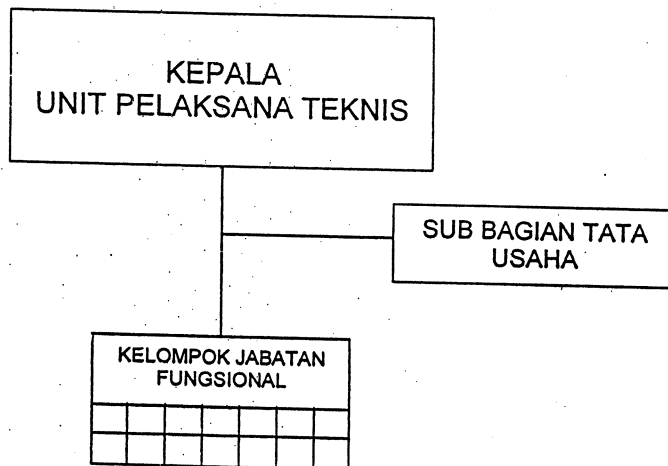 KEPALA
UNIT PELAKSANA TEKNIS
SUB BAGIAN TATA
USAHA
KELOMPOK JABATAN
FUNGSIONAL